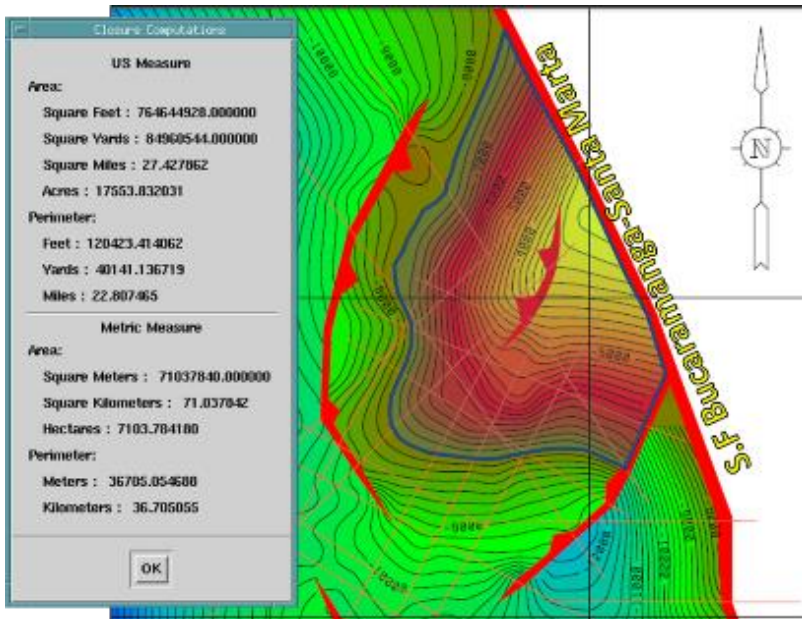 Closure Computations
US Measure
Area:
Square Feet : 764644928.000000
Square Yards : 84960544.000000
Square Miles : 27.427862
Acres : 17553.832031
Perimeter:
Feet : 120423.414062
Yards : 40141.136719
Miles : 22.807465
Metric Measure
Area:
Square Meters : 71037840.000000
Square Kilometers : 71.037842
Hectares : 7103.784180
Perimeter:
Meters : 36705.054688
Kilometers : 36.705055
OK
S.F Bucaramanga-Santa Marta
N